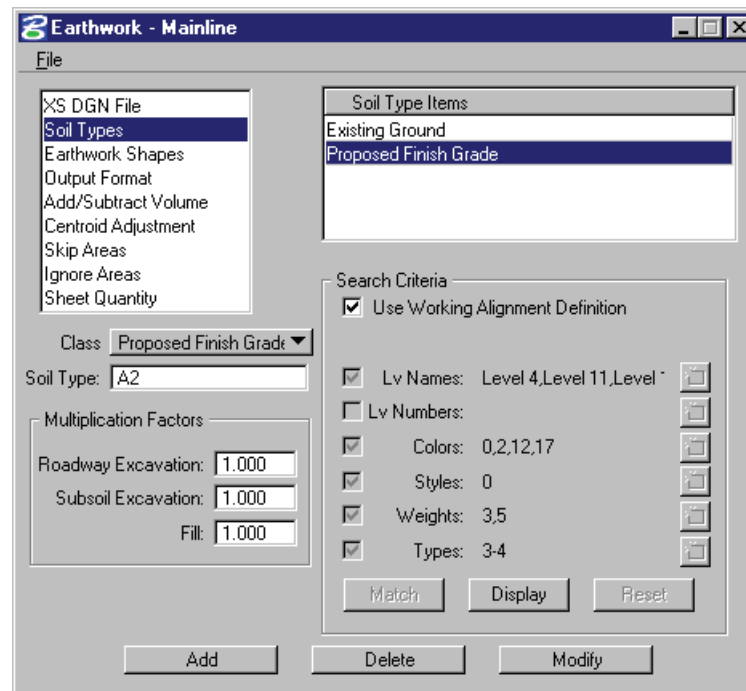 Earthwork - Mainline
File
XS DGN File
Soil Types
Earthwork Shapes
Output Format
Add/Subtract Volume
Centroid Adjustment
Skip Areas
Ignore Areas
Sheet Quantity
Soil Type Items
Existing Ground
Proposed Finish Grade
Class Proposed Finish Grade
Soil Type: A2
Multiplication Factors
Roadway Excavation: 1.000
Subsoil Excavation: 1.000
Fill: 1.000
Search Criteria
Use Working Alignment Definition
Lv Names: Level 4,Level 11,Level
Lv Numbers:
Colors: 0,2,12,17
Styles: 0
Weights: 3,5
Types: 3-4
Match Display Reset
Add Delete Modify